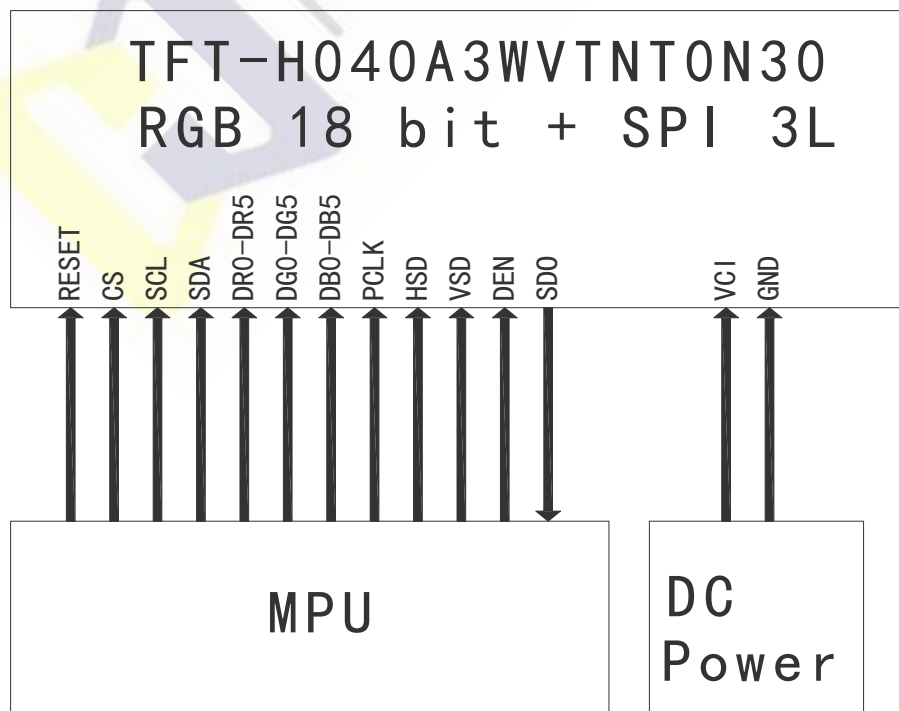 TFT-H040A3WVTNT0N30
RGB 18 bit + SPI 3L
RESET
CS
SCL
SDA
DR0-DR5
DG0-DG5
DB0-DB5
PCLK
HSD
VSD
DEN
SDO
VCI
GND
MPU
DC
Power